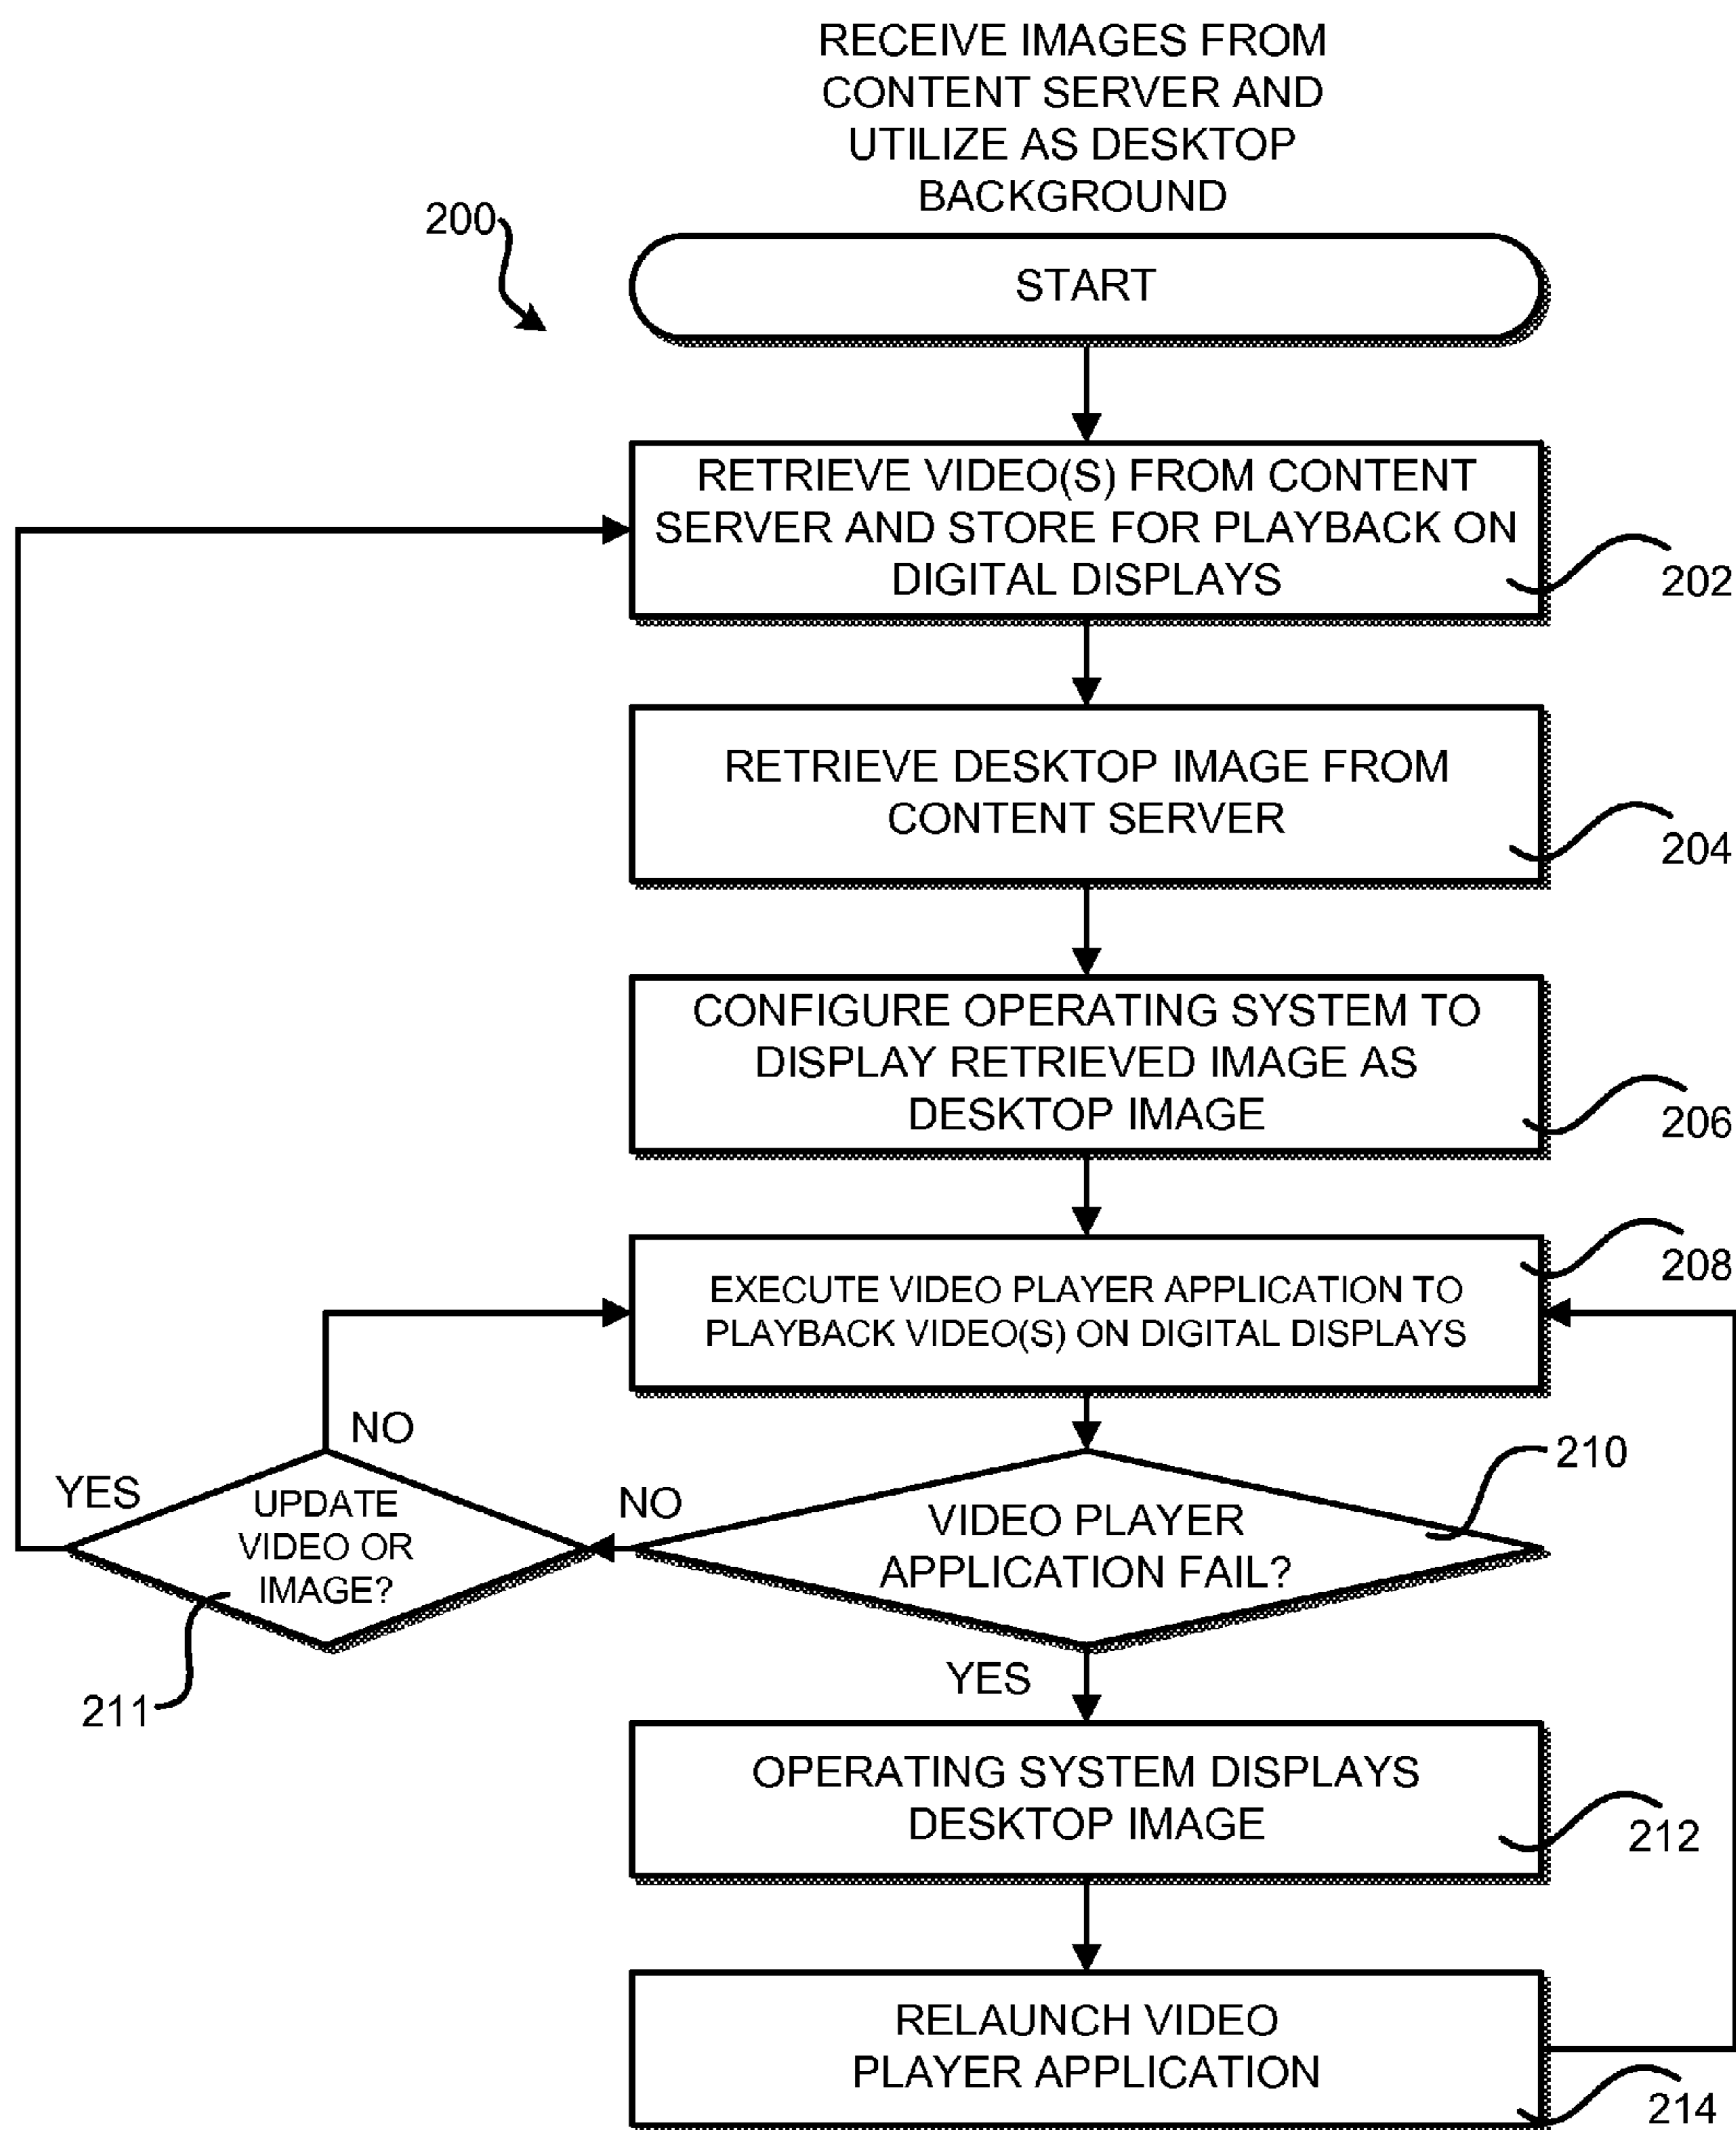 RECEIVE IMAGES FROM
CONTENT SERVER AND
UTILIZE AS DESKTOP
BACKGROUND
200
START
RETRIEVE VIDEO(S) FROM CONTENT
SERVER AND STORE FOR PLAYBACK ON
DIGITAL DISPLAYS
202
RETRIEVE DESKTOP IMAGE FROM
CONTENT SERVER
204
CONFIGURE OPERATING SYSTEM TO
DISPLAY RETRIEVED IMAGE AS
DESKTOP IMAGE
206
EXECUTE VIDEO PLAYER APPLICATION TO
PLAYBACK VIDEO(S) ON DIGITAL DISPLAYS
208
NO
YES
UPDATE
VIDEO OR
IMAGE?
211
NO
VIDEO PLAYER
APPLICATION FAIL?
210
YES
OPERATING SYSTEM DISPLAYS
DESKTOP IMAGE
212
RELAUNCH VIDEO
PLAYER APPLICATION
214